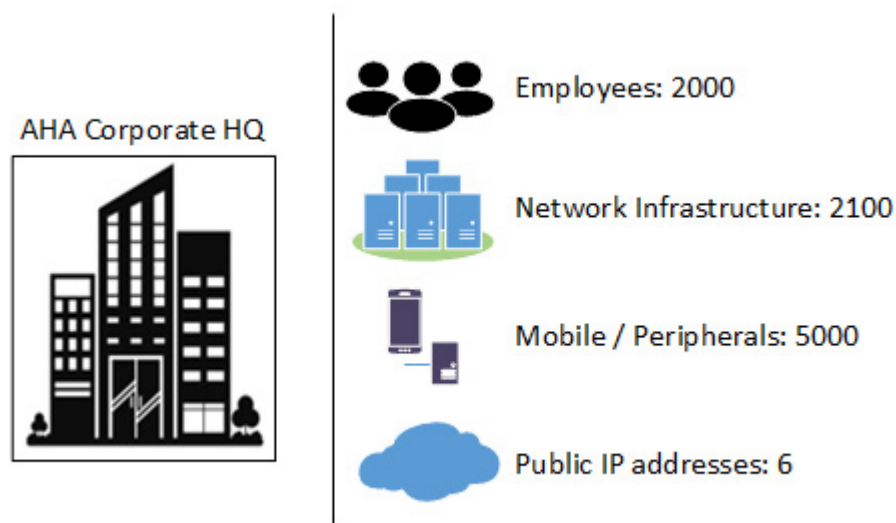 AHA Corporate HQ
Employees: 2000
Network Infrastructure: 2100
Mobile / Peripherals: 5000
Public IP addresses: 6